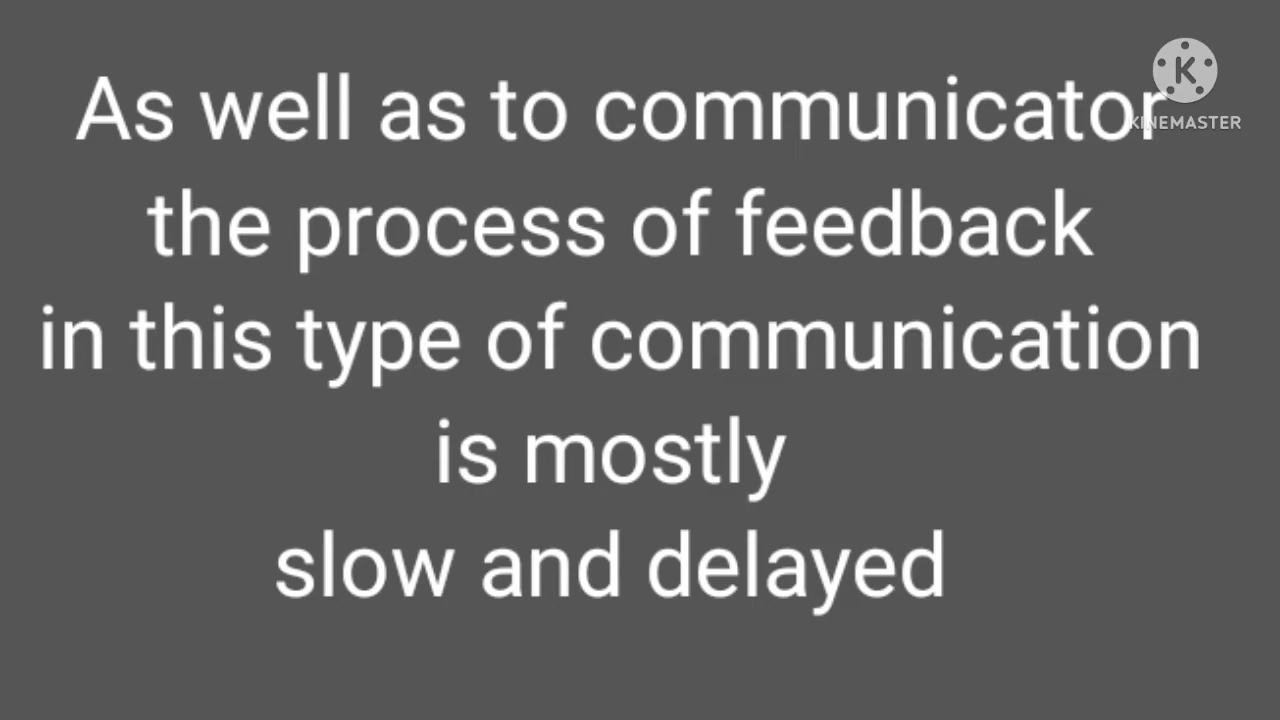 As well as to communicator
KINEMASTER
the process of feedback
in this type of communication
is mostly
slow and delayed